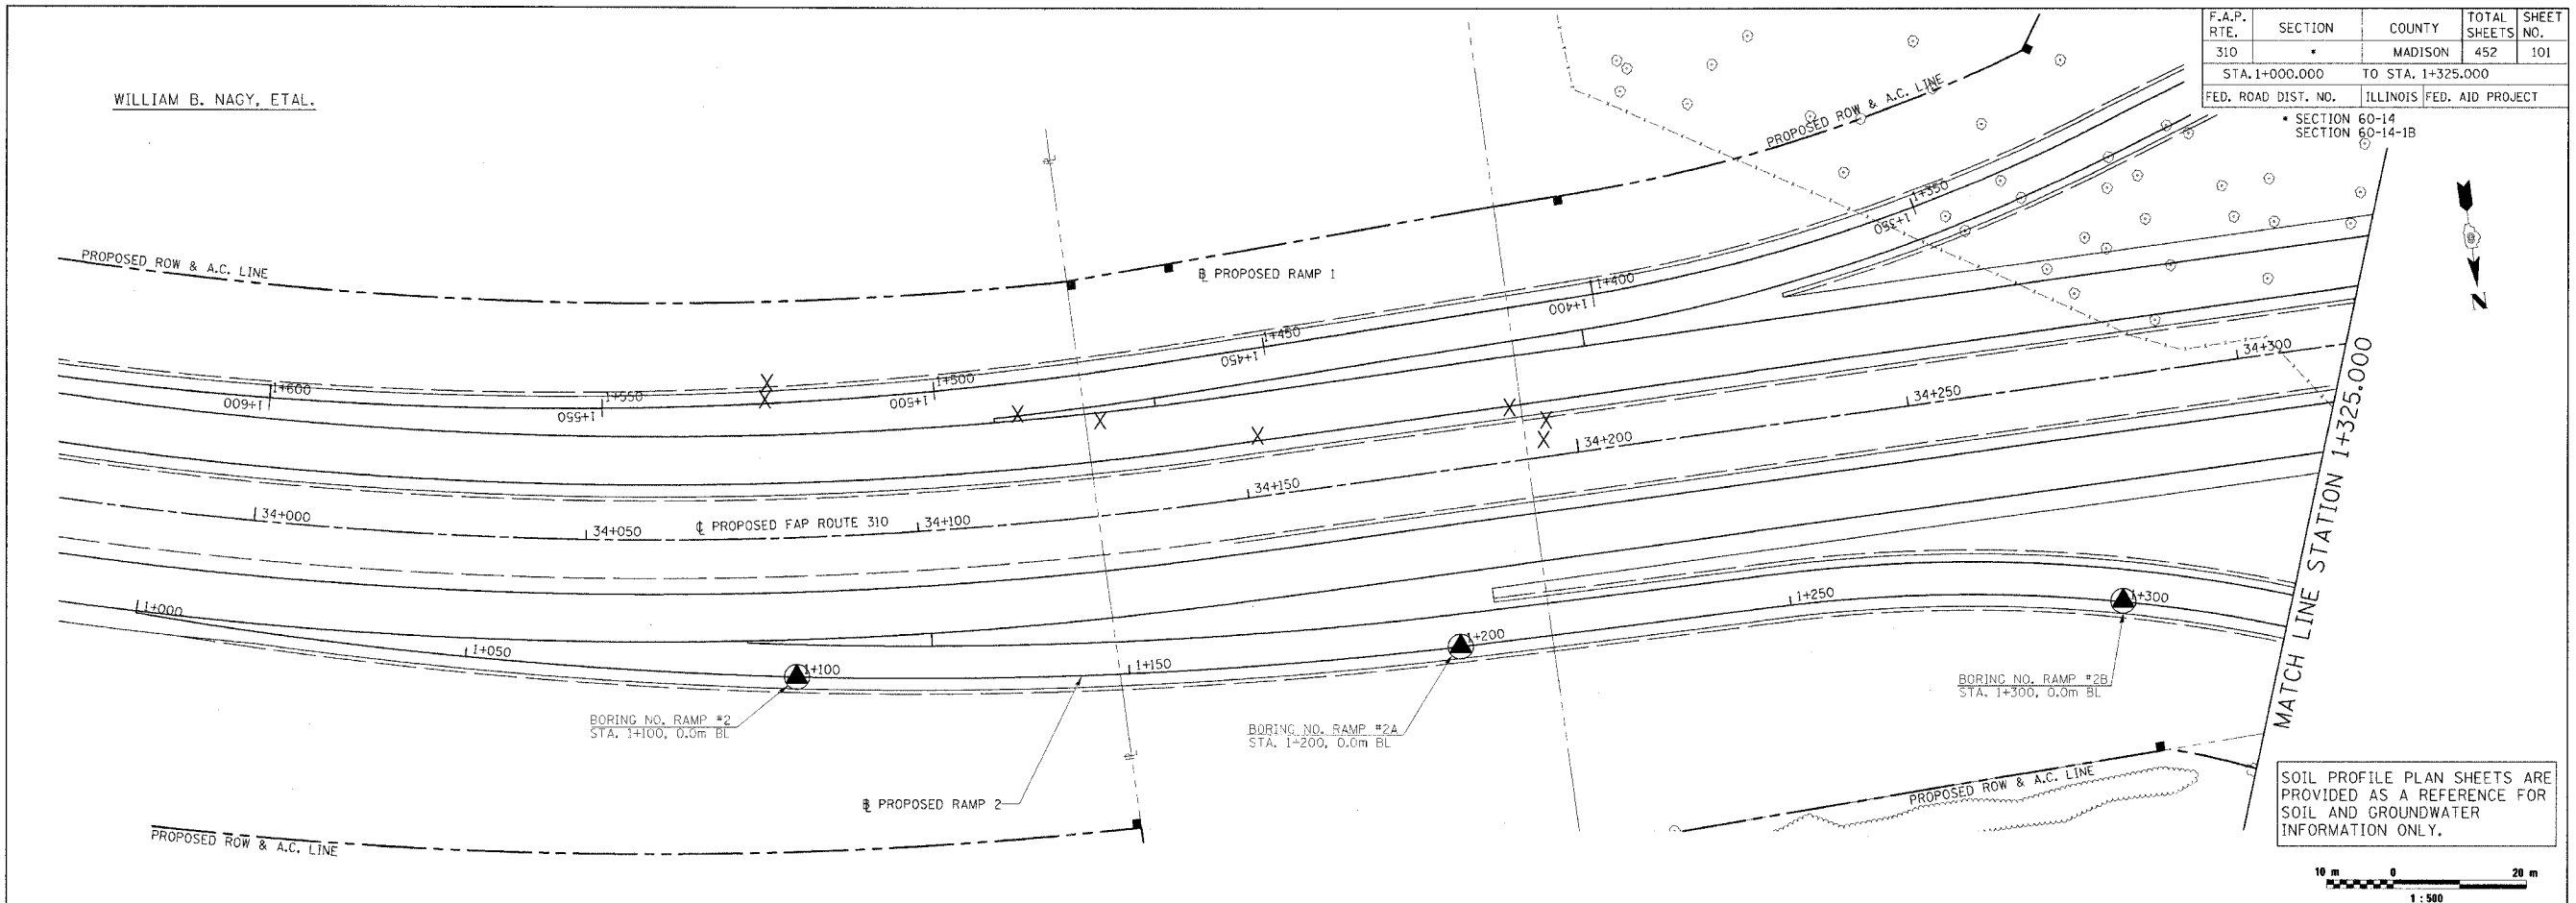 F.A.P. RTE. SECTION COUNTY TOTAL SHEETS SHEET NO.
310 * MADISON 452 101
STA. 1+000.000 TO STA. 1+325.000
FED. ROAD DIST. NO. ILLINOIS FED. AID PROJECT
* SECTION 60-14
SECTION 60-14-1B
WILLIAM B. NAGY, ETAL.
PROPOSED ROW & A.C. LINE
PROPOSED ROW & A.C. LINE
N
℄ PROPOSED RAMP 1
1+350
1+350
1+400
1+400
1+450
1+450
1+500
1+500
1+550
1+550
1+600
1+600
34+000
34+050
℄ PROPOSED FAP ROUTE 310
34+100
34+150
34+200
34+250
34+300
MATCH LINE STATION 1+325.000
1+000
1+050
1+100
1+150
1+200
1+250
1+300
BORING NO. RAMP #2
STA. 1+100, 0.0m BL
BORING NO. RAMP #2A
STA. 1+200, 0.0m BL
BORING NO. RAMP #2B
STA. 1+300, 0.0m BL
℄ PROPOSED RAMP 2
PROPOSED ROW & A.C. LINE
PROPOSED ROW & A.C. LINE
SOIL PROFILE PLAN SHEETS ARE
PROVIDED AS A REFERENCE FOR
SOIL AND GROUNDWATER
INFORMATION ONLY.
10 m 0 20 m
1 : 500